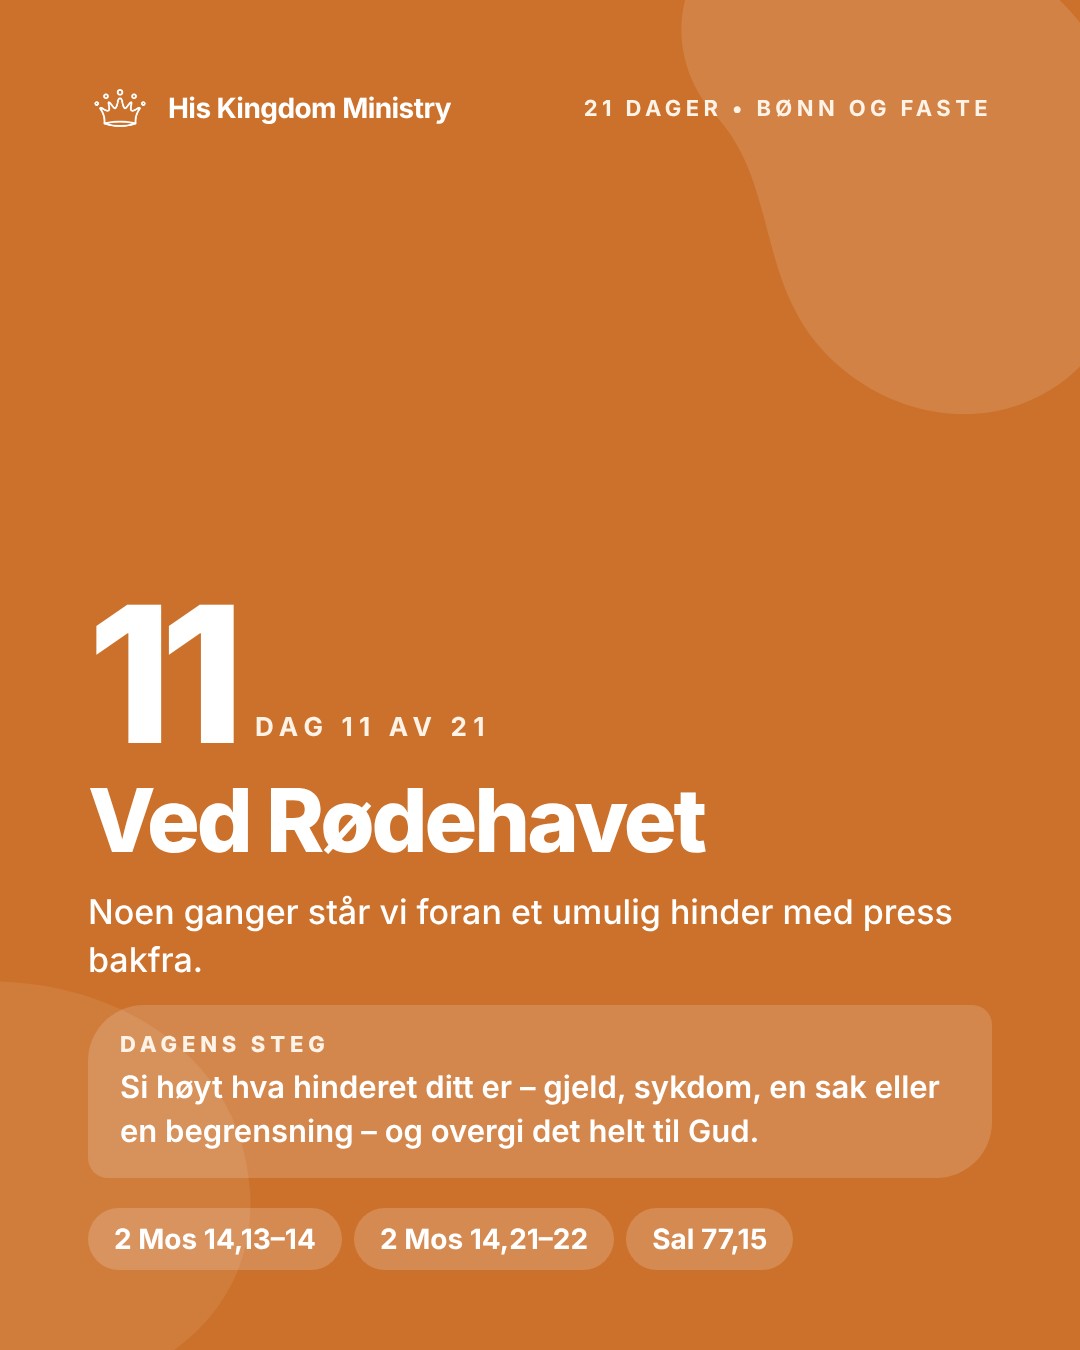 His Kingdom Ministry
21 DAGER • BØNN OG FASTE
11
DAG 11 AV 21
Ved Rødehavet
Noen ganger står vi foran et umulig hinder med press
bakfra.
DAGENS STEG
Si høyt hva hinderet ditt er – gjeld, sykdom, en sak eller
en begrensning – og overgi det helt til Gud.
2 Mos 14,13–14
2 Mos 14,21–22
Sal 77,15